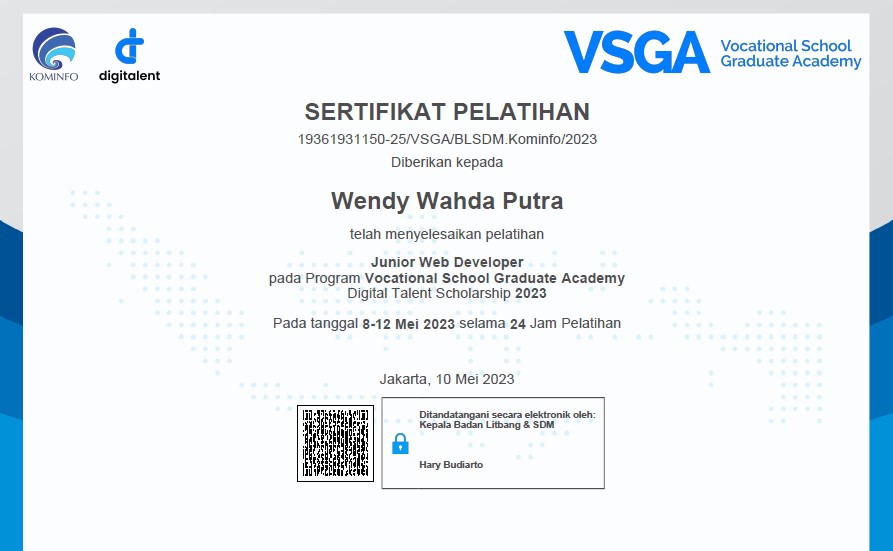 KOMINFO
digitalent
VSGA
Vocational School
Graduate Academy
SERTIFIKAT PELATIHAN
19361931150-25/VSGA/BLSDM.Kominfo/2023
Diberikan kepada
Wendy Wahda Putra
telah menyelesaikan pelatihan
Junior Web Developer
pada Program Vocational School Graduate Academy
Digital Talent Scholarship 2023
Pada tanggal 8-12 Mei 2023 selama 24 Jam Pelatihan
Jakarta, 10 Mei 2023
Ditandatangani secara elektronik oleh:
Kepala Badan Litbang & SDM
Hary Budiarto